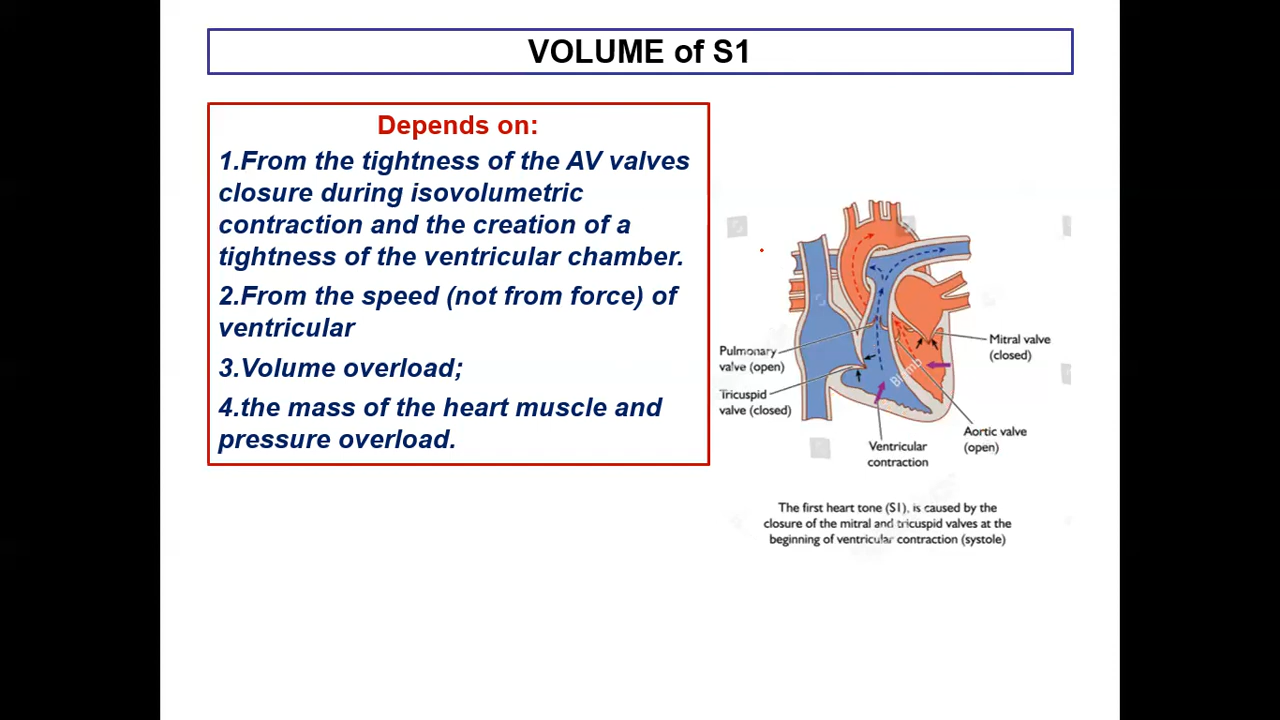 VOLUME of S1
Depends on:
1.From the tightness of the AV valves
closure during isovolumetric
contraction and the creation of a
tightness of the ventricular chamber.
2.From the speed (not from force) of
ventricular
3.Volume overload;
4.the mass of the heart muscle and
pressure overload.
Pulmonary
valve (open)
Tricuspid
valve (closed)
Mitral valve
(closed)
Aortic valve
(open)
Ventricular
contraction
The first heart tone (S1), is caused by the
closure of the mitral and tricuspid valves at the
beginning of ventricular contraction (systole)